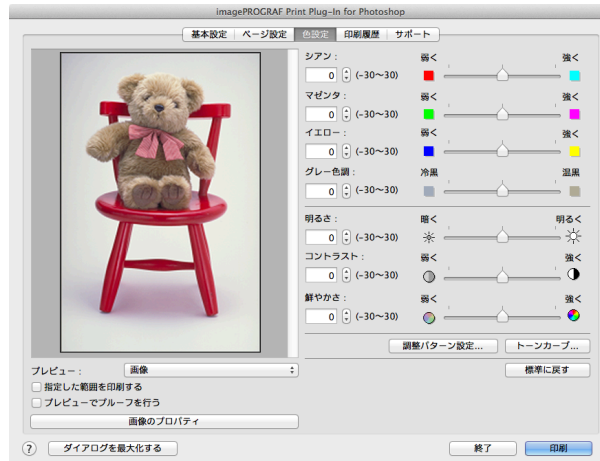 imagePROGRAF Print Plug-In for Photoshop
基本設定 ページ設定 色設定 印刷履歴 サポート
シアン： 弱く 強く
0 (-30〜30)
マゼンタ： 弱く 強く
0 (-30〜30)
イエロー： 弱く 強く
0 (-30〜30)
グレー色調： 冷黒 温黒
0 (-30〜30)
明るさ： 暗く 明るく
0 (-30〜30)
コントラスト： 弱く 強く
0 (-30〜30)
鮮やかさ： 弱く 強く
0 (-30〜30)
調整パターン設定... トーンカーブ...
プレビュー： 画像 標準に戻す
指定した範囲を印刷する
プレビューでプルーフを行う
画像のプロパティ
? ダイアログを最大化する 終了 印刷